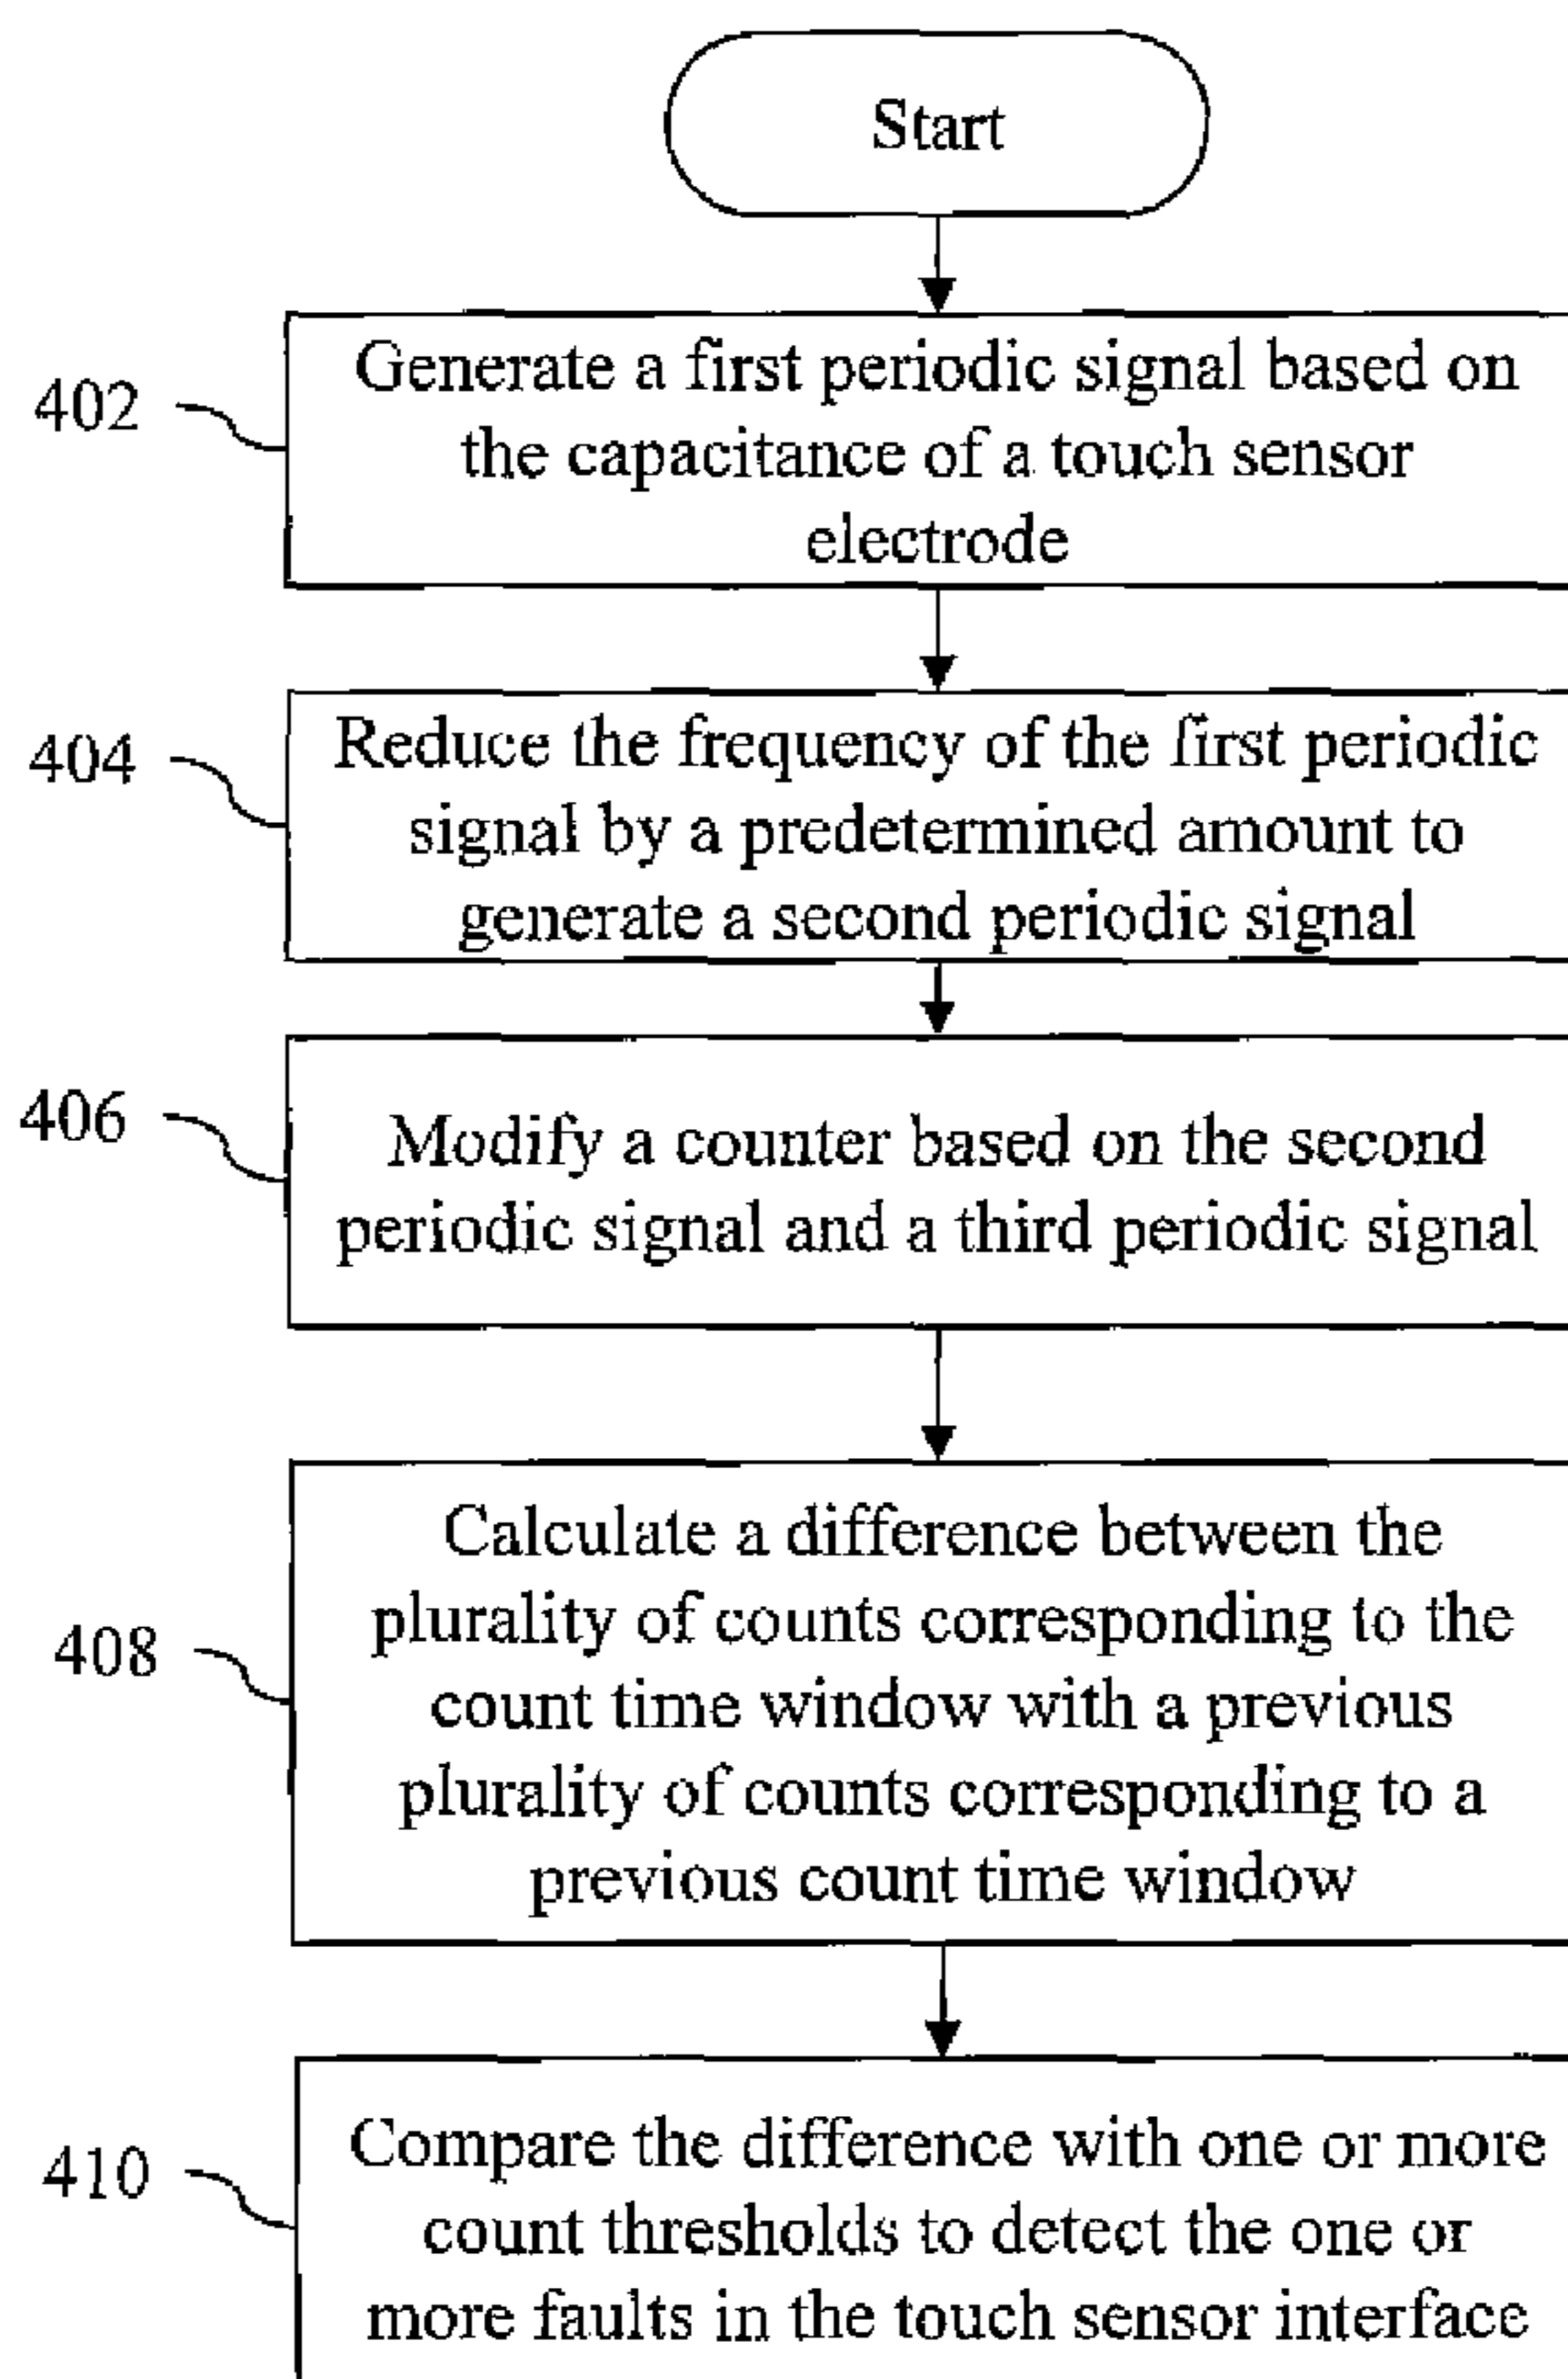 Start
402
Generate a first periodic signal based on
the capacitance of a touch sensor
electrode
404
Reduce the frequency of the first periodic
signal by a predetermined amount to
generate a second periodic signal
406
Modify a counter based on the second
periodic signal and a third periodic signal
408
Calculate a difference between the
plurality of counts corresponding to the
count time window with a previous
plurality of counts corresponding to a
previous count time window
410
Compare the difference with one or more
count thresholds to detect the one or
more faults in the touch sensor interface